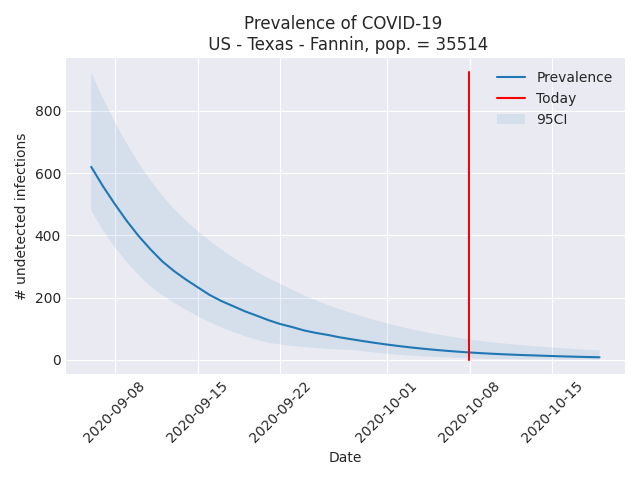 Prevalence of COVID-19
US - Texas - Fannin, pop. = 35514
Prevalence
Today
95CI
# undetected infections
800
600
400
200
0
2020-09-08
2020-09-15
2020-09-22
2020-10-01
2020-10-08
2020-10-15
Date